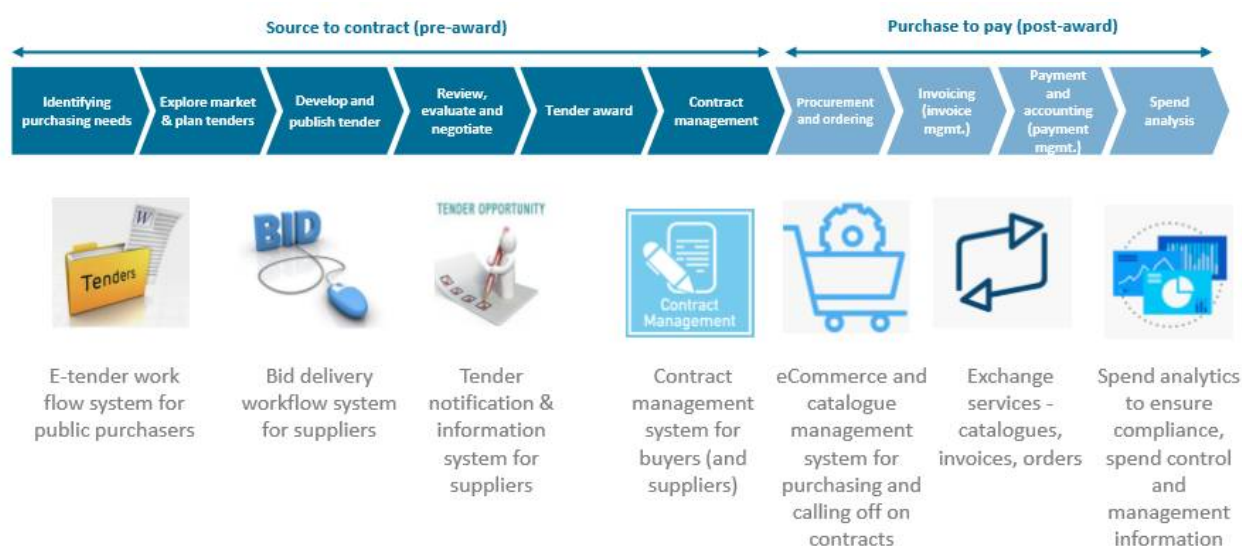 Source to contract (pre-award)
Purchase to pay (post-award)
Identifying
purchasing needs
Explore market
& plan tenders
Develop and
publish tender
Review,
evaluate and
negotiate
Tender award
Contract
management
Procurement
and ordering
Invoicing
(invoice
mgmt.)
Payment
and
accounting
(payment
mgmt.)
Spend
analysis
W
Tenders
BID
TENDER OPPORTUNITY
Contract
Management
E-tender work
flow system for
public purchasers
Bid delivery
workflow system
for suppliers
Tender
notification &
information
system for
suppliers
Contract
management
system for
buyers (and
suppliers)
eCommerce and
catalogue
management
system for
purchasing and
calling off on
contracts
Exchange
services -
catalogues,
invoices, orders
Spend analytics
to ensure
compliance,
spend control
and
management
information